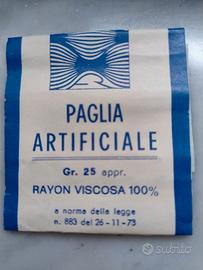 PAGLIA
ARTIFICIALE
Gr. 25 appr.
RAYON VISCOSA 100%
a norma della legge
n. 883 del 26-11-73
subito